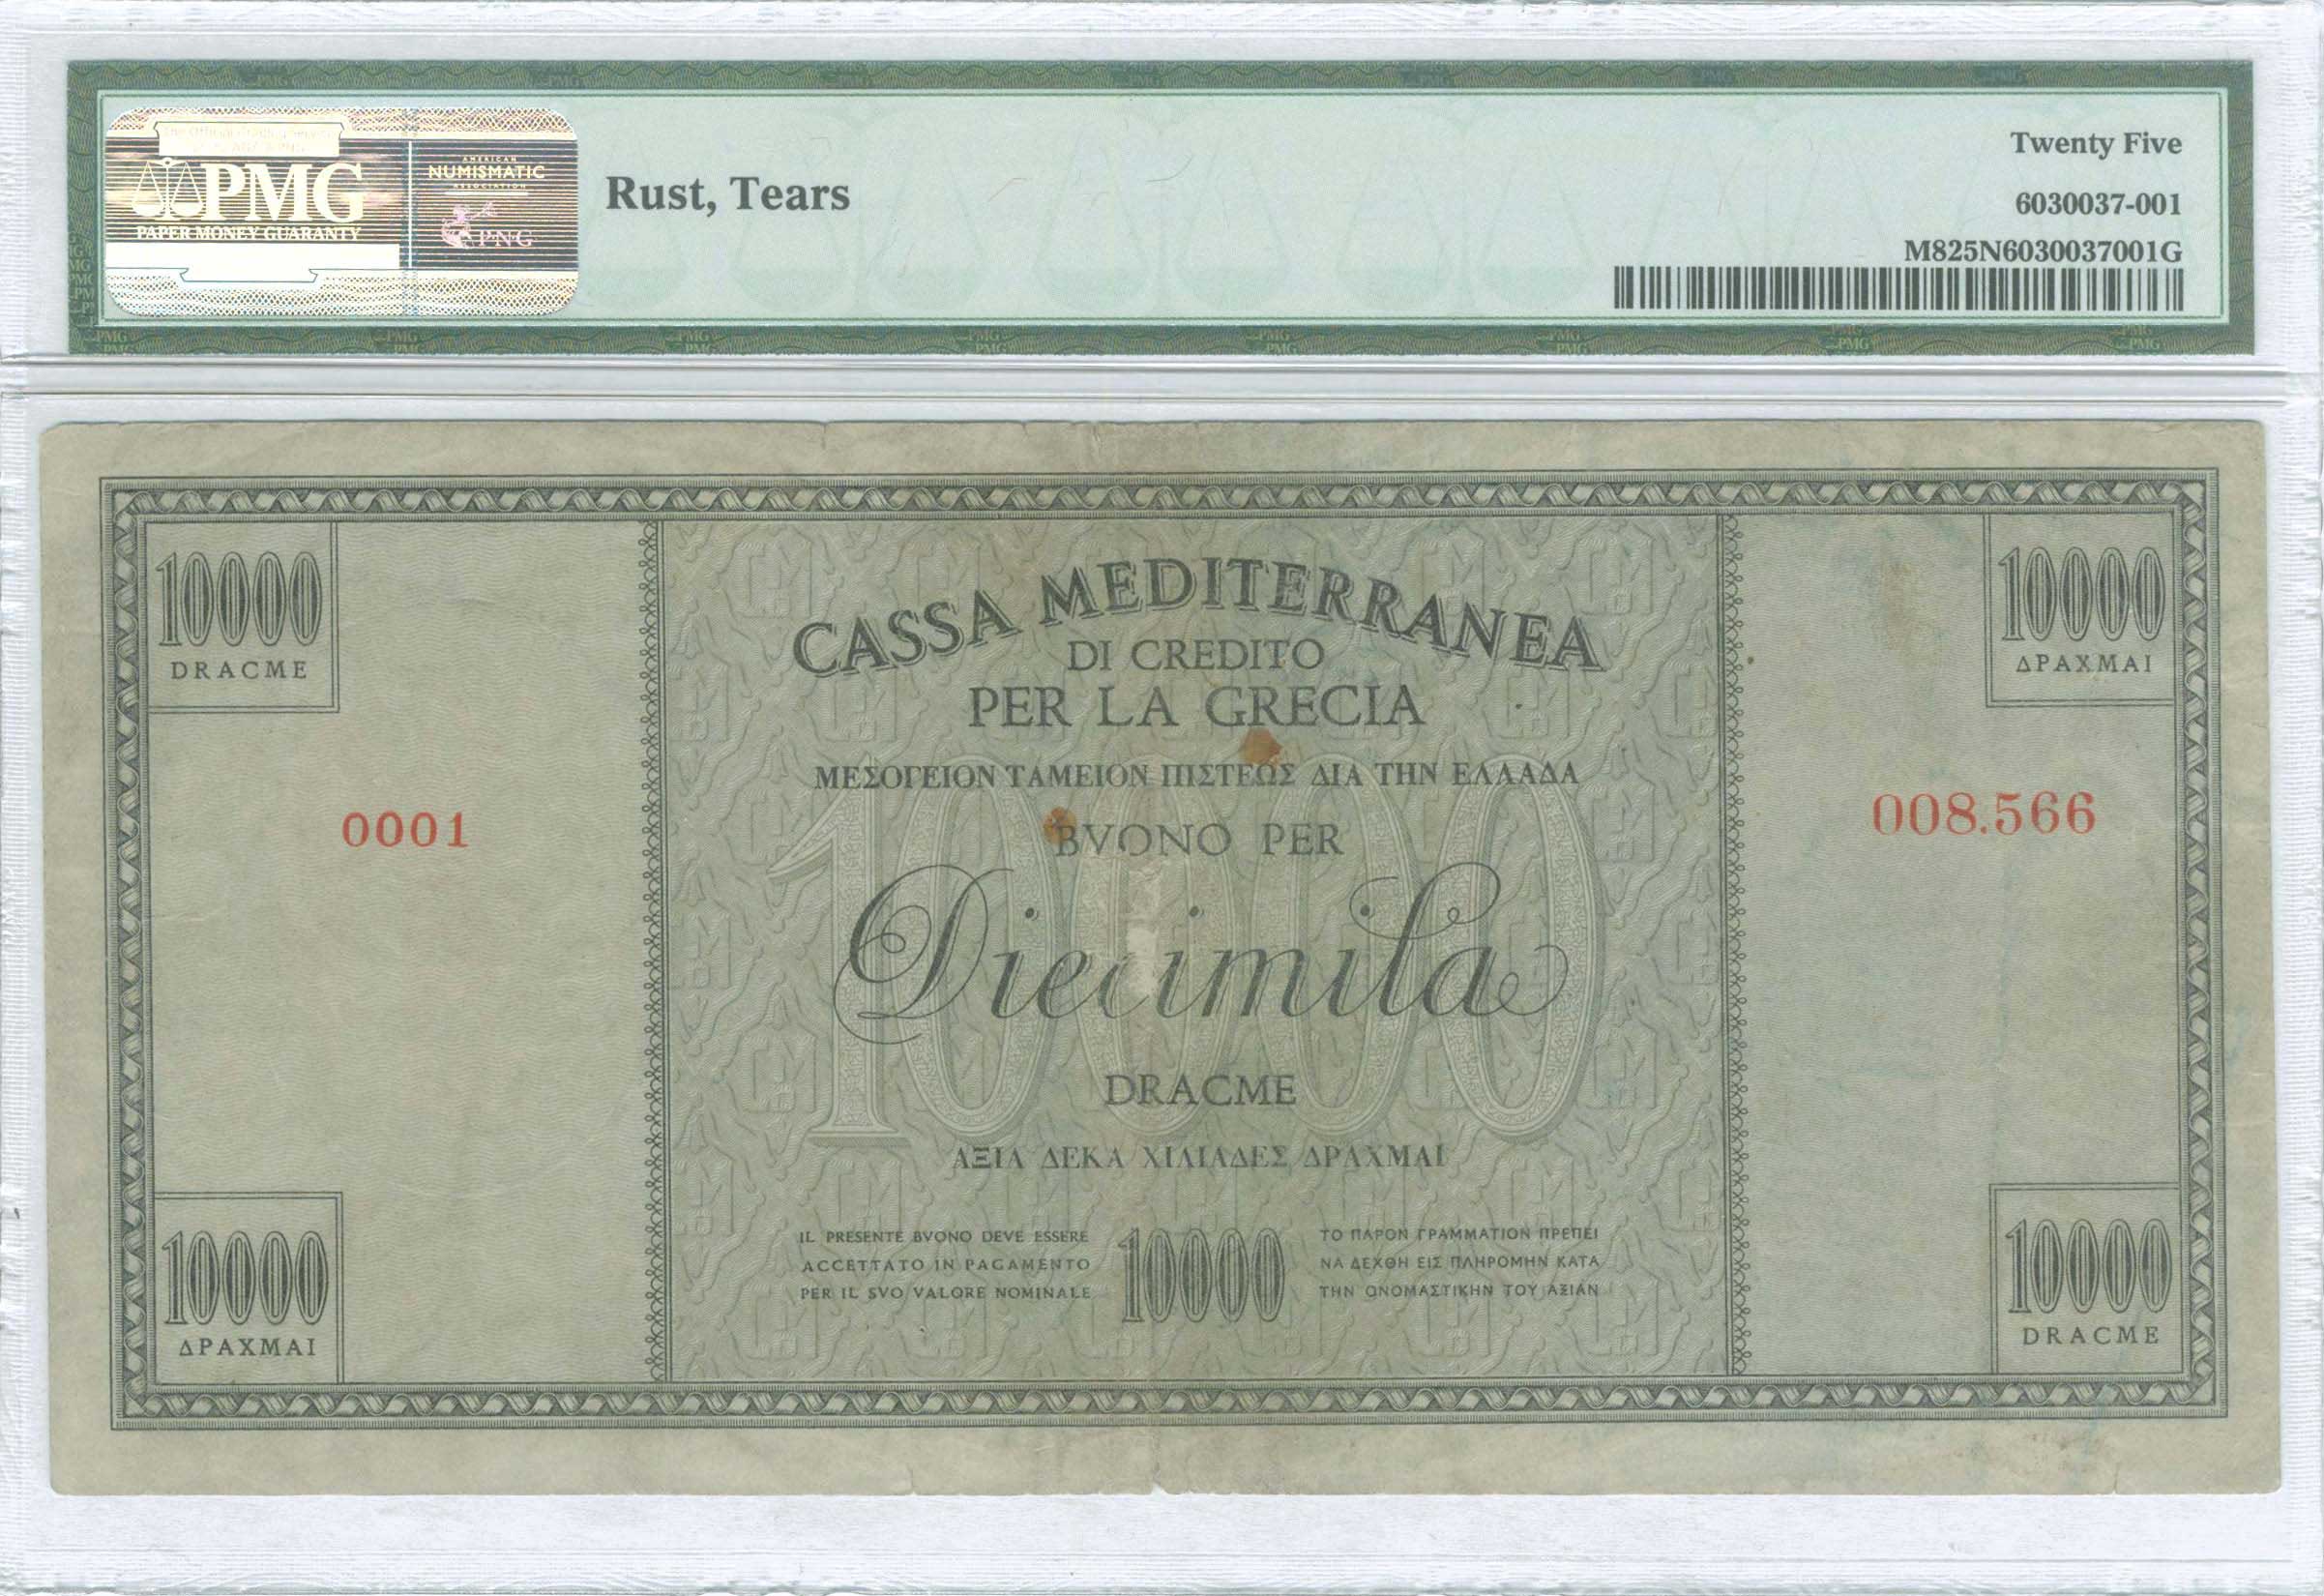 PMG
PAPER MONEY GUARANTY
AMERICAN
NUMISMATIC
ASSOCIATION
PNG
Rust, Tears
Twenty Five
6030037-001
M825N6030037001G
10000
DRACME
10000
ΔΡΑΧΜΑΙ
CASSA MEDITERRANEA
DI CREDITO
PER LA GRECIA
ΜΕΣΟΓΕΙΟΝ ΤΑΜΕΙΟΝ ΠΙΣΤΕΩΣ ΔΙΑ ΤΗΝ ΕΛΛΑΔΑ
0001
008.566
BVONO PER
10000
Diecimila
DRACME
ΑΞΙΑ ΔΕΚΑ ΧΙΛΙΑΔΕΣ ΔΡΑΧΜΑΙ
IL PRESENTE BVONO DEVE ESSERE
ACCETTATO IN PAGAMENTO
PER IL SVO VALORE NOMINALE
10000
ΤΟ ΠΑΡΟΝ ΓΡΑΜΜΑΤΙΟΝ ΠΡΕΠΕΙ
ΝΑ ΔΕΧΘΗ ΕΙΣ ΠΛΗΡΟΜΗΝ ΚΑΤΑ
ΤΗΝ ΟΝΟΜΑΣΤΙΚΗΝ ΤΟΥ ΑΞΙΑΝ
10000
ΔΡΑΧΜΑΙ
10000
DRACME